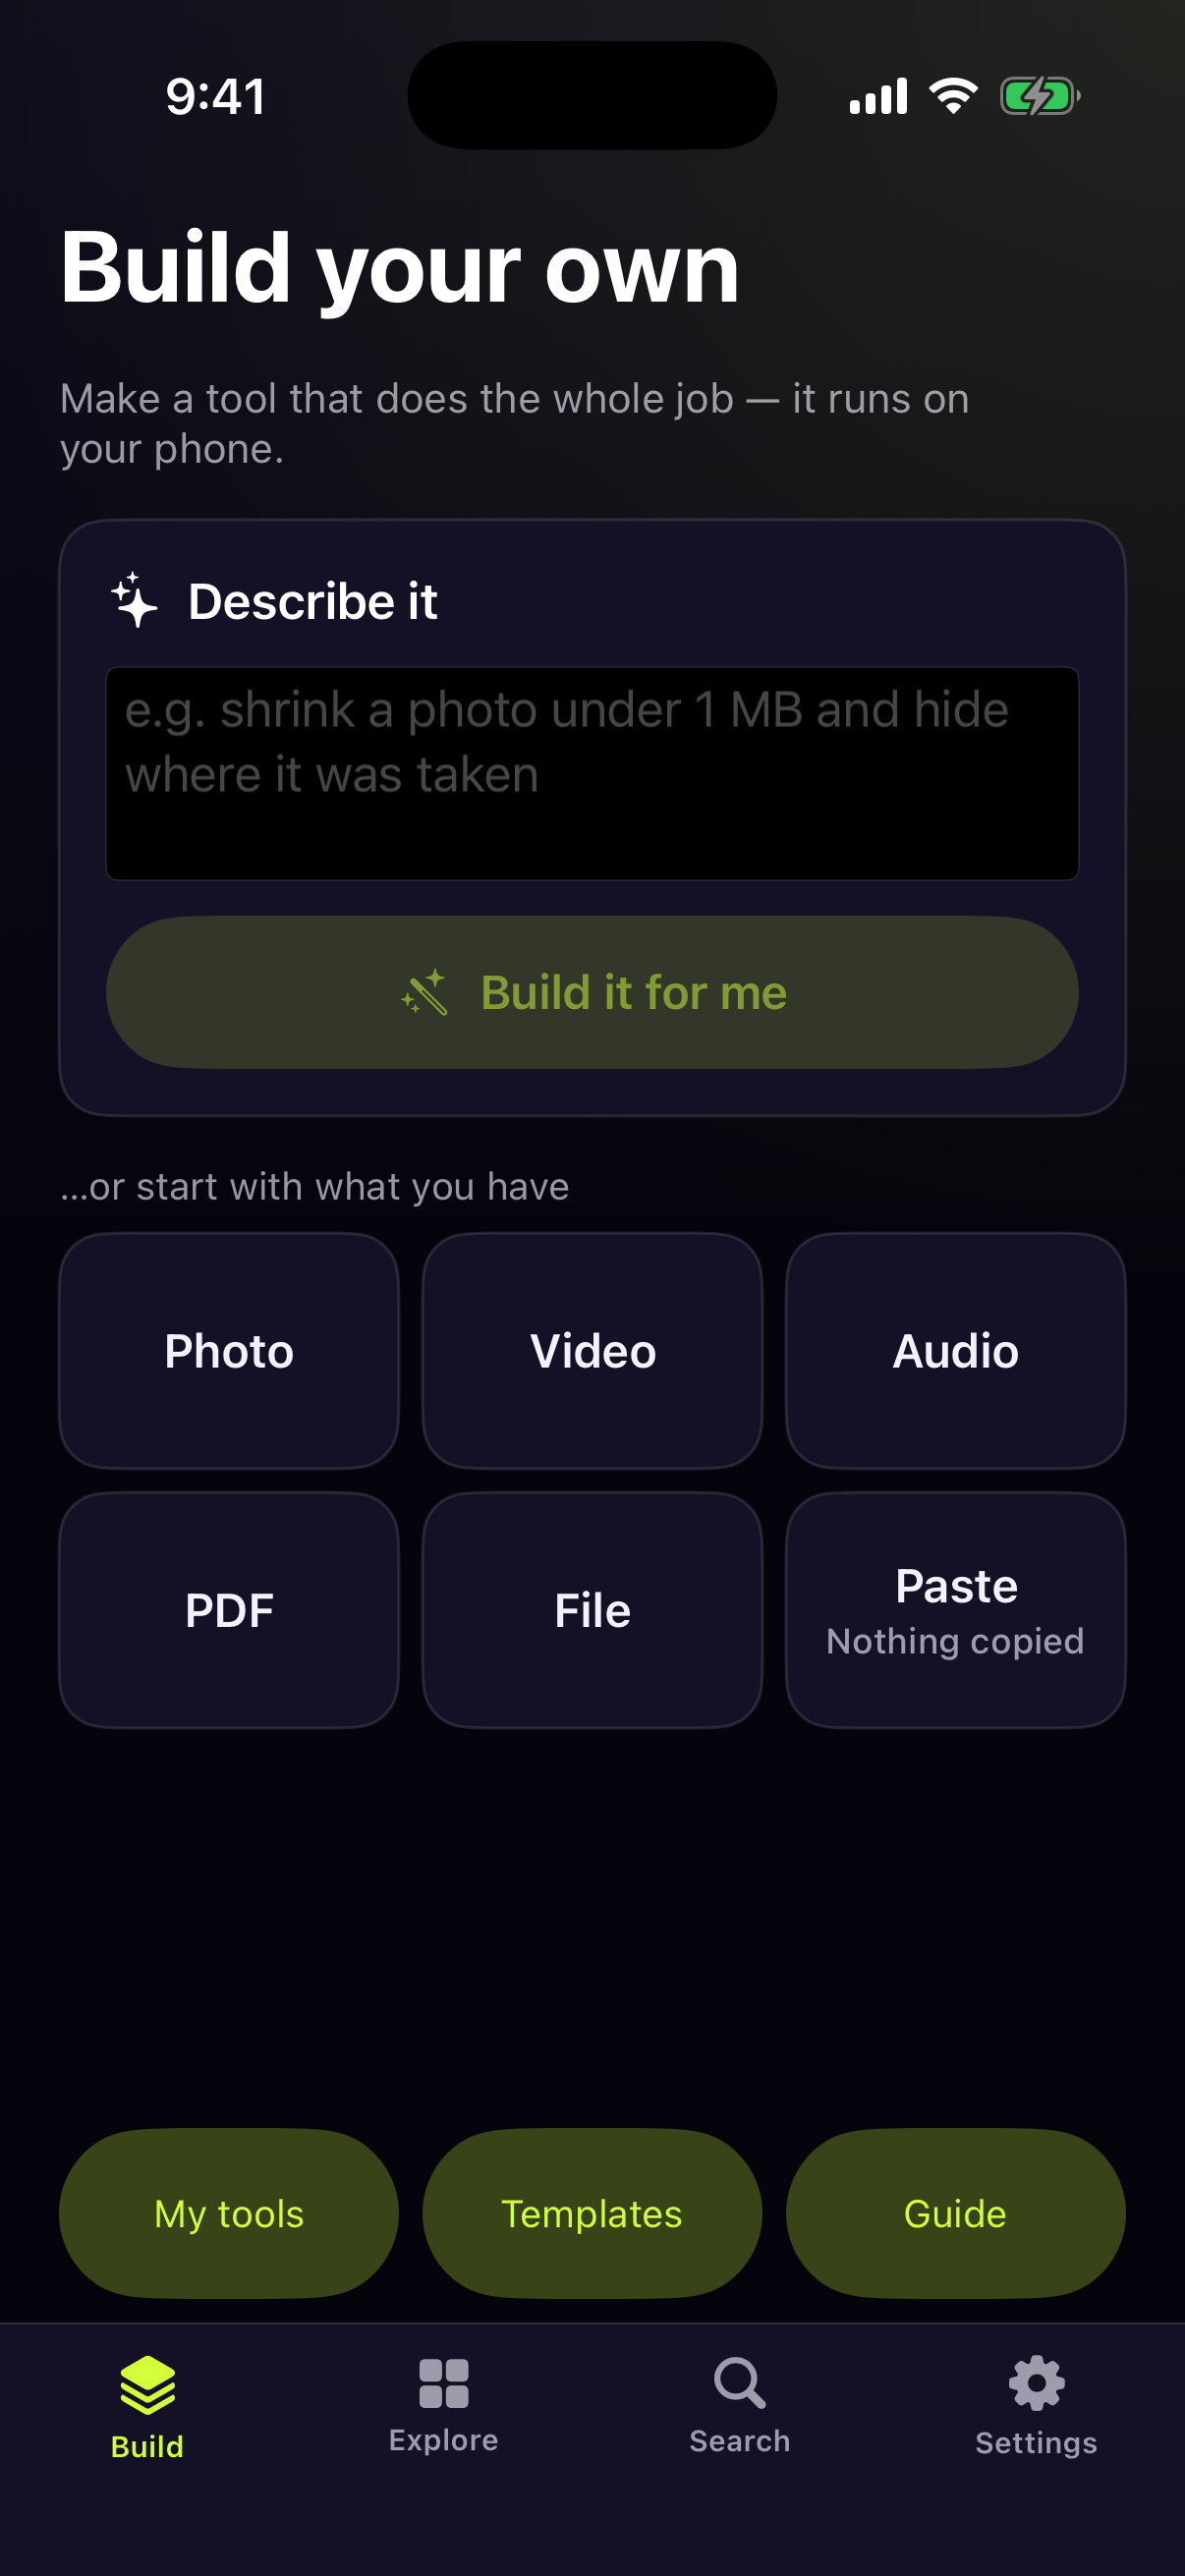 9:41
Build your own
Make a tool that does the whole job — it runs on
your phone.
Describe it
e.g. shrink a photo under 1 MB and hide
where it was taken
Build it for me
...or start with what you have
Photo
Video
Audio
PDF
File
Paste
Nothing copied
My tools
Templates
Guide
Build
Explore
Search
Settings